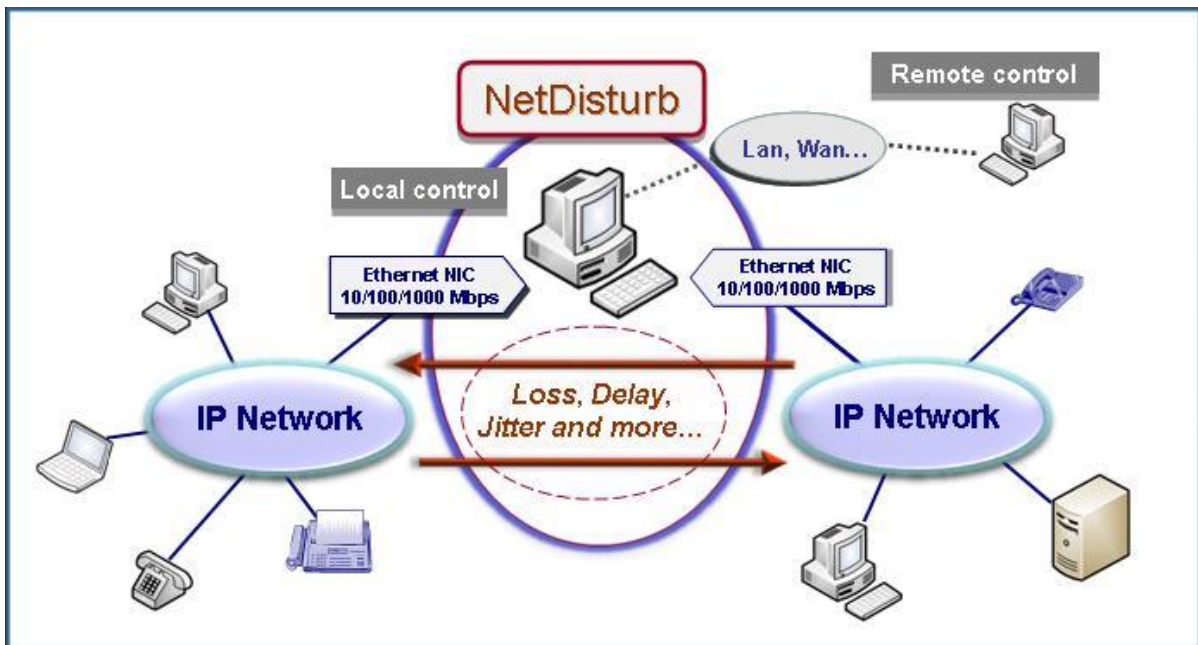 Remote control
NetDisturb
Lan, Wan...
Local control
Ethernet NIC
10/100/1000 Mbps
Ethernet NIC
10/100/1000 Mbps
IP Network
Loss, Delay,
Jitter and more...
IP Network